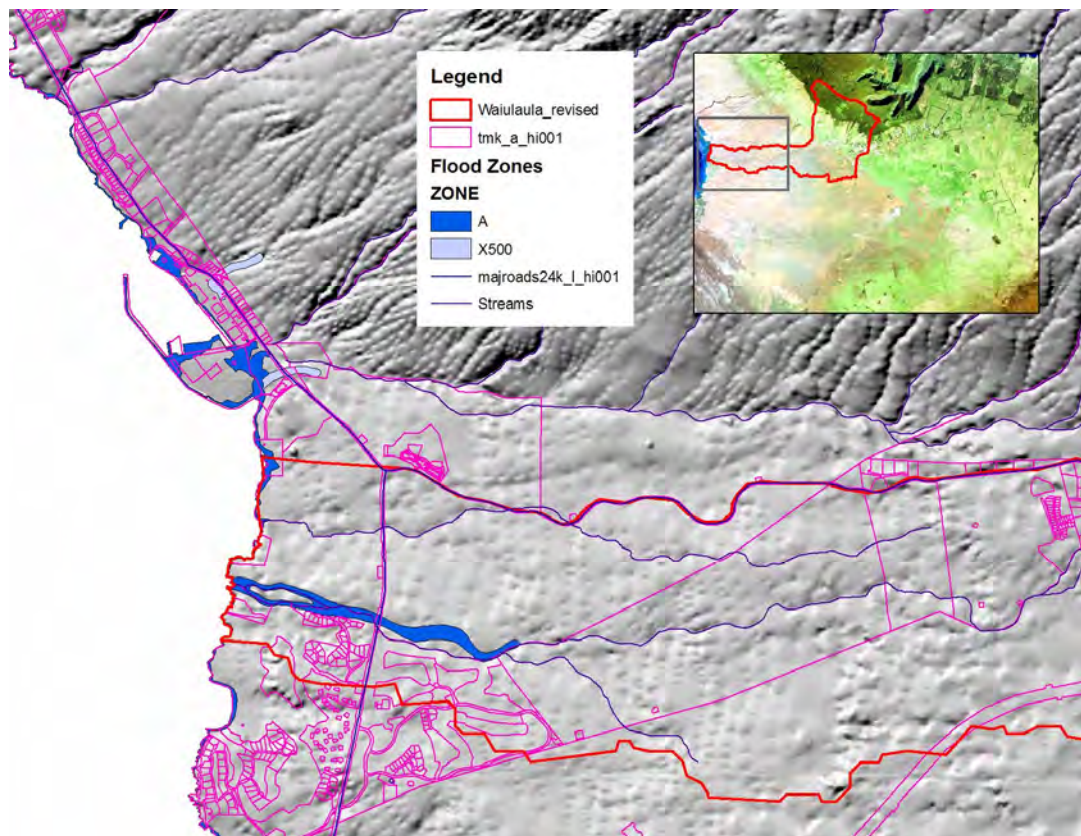 Legend
Waiulaula_revised
tmk_a_hi001
Flood Zones
ZONE
A
X500
majroads24k_l_hi001
Streams